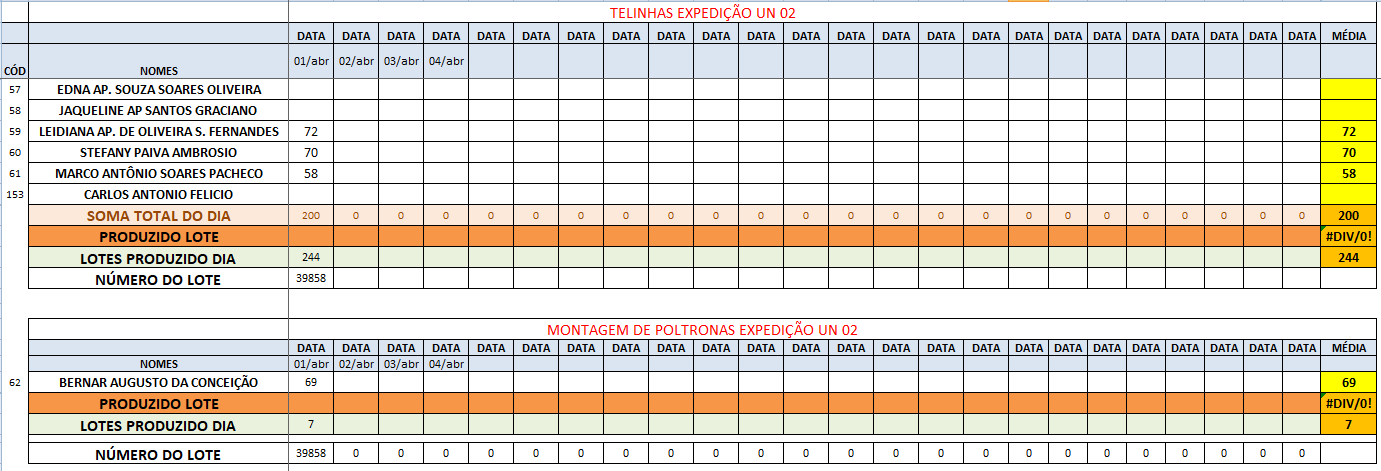 TELINHAS EXPEDIÇÃO UN 02
DATA DATA DATA DATA DATA DATA DATA DATA DATA DATA DATA DATA DATA DATA DATA DATA DATA DATA DATA DATA DATA DATA DATA DATA MÉDIA
CÓD NOMES 01/abr 02/abr 03/abr 04/abr
57 EDNA AP. SOUZA SOARES OLIVEIRA
58 JAQUELINE AP SANTOS GRACIANO
59 LEIDIANA AP. DE OLIVEIRA S. FERNANDES 72 72
60 STEFANY PAIVA AMBROSIO 70 70
61 MARCO ANTÔNIO SOARES PACHECO 58 58
153 CARLOS ANTONIO FELICIO
SOMA TOTAL DO DIA 200 0 0 0 0 0 0 0 0 0 0 0 0 0 0 0 0 0 0 0 0 0 0 0 200
PRODUZIDO LOTE #DIV/0!
LOTES PRODUZIDO DIA 244 244
NÚMERO DO LOTE 39858
MONTAGEM DE POLTRONAS EXPEDIÇÃO UN 02
DATA DATA DATA DATA DATA DATA DATA DATA DATA DATA DATA DATA DATA DATA DATA DATA DATA DATA DATA DATA DATA DATA DATA DATA MÉDIA
NOMES 01/abr 02/abr 03/abr 04/abr
62 BERNAR AUGUSTO DA CONCEIÇÃO 69 69
PRODUZIDO LOTE #DIV/0!
LOTES PRODUZIDO DIA 7 7
NÚMERO DO LOTE 39858 0 0 0 0 0 0 0 0 0 0 0 0 0 0 0 0 0 0 0 0 0 0 0